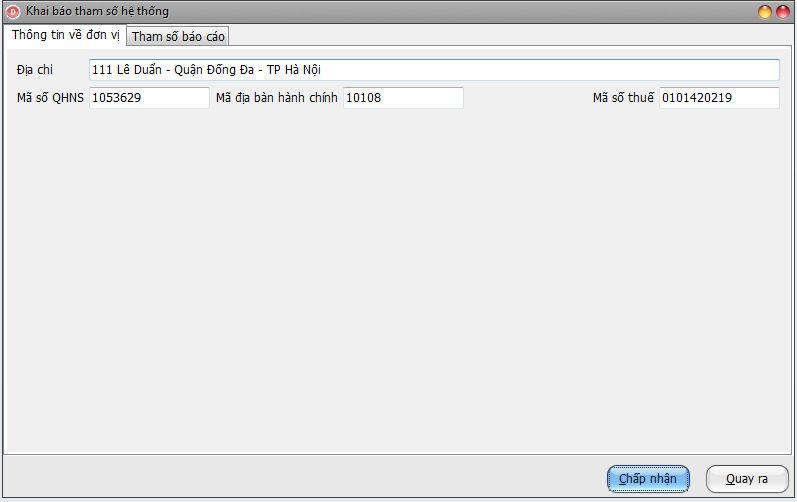 Khai báo tham số hệ thống
Thông tin về đơn vị Tham số báo cáo
Địa chỉ 111 Lê Duẩn - Quận Đống Đa - TP Hà Nội
Mã số QHNS 1053629 Mã địa bàn hành chính 10108 Mã số thuế 0101420219
Chấp nhận Quay ra